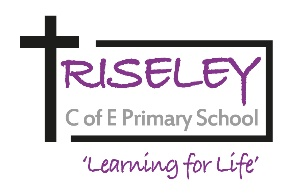 RISELEY
C of E Primary School
'Learning for Life'